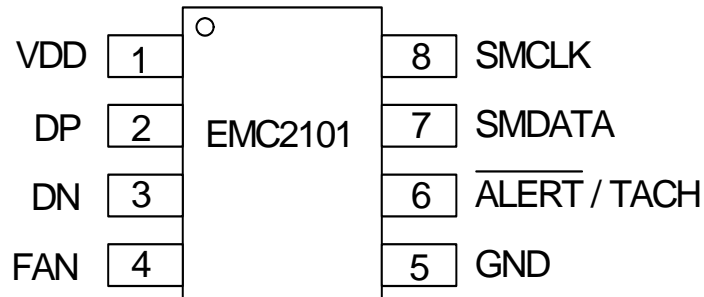 VDD 1 8 SMCLK
DP 2 EMC2101 7 SMDATA
DN 3 6 ALERT / TACH
FAN 4 5 GND